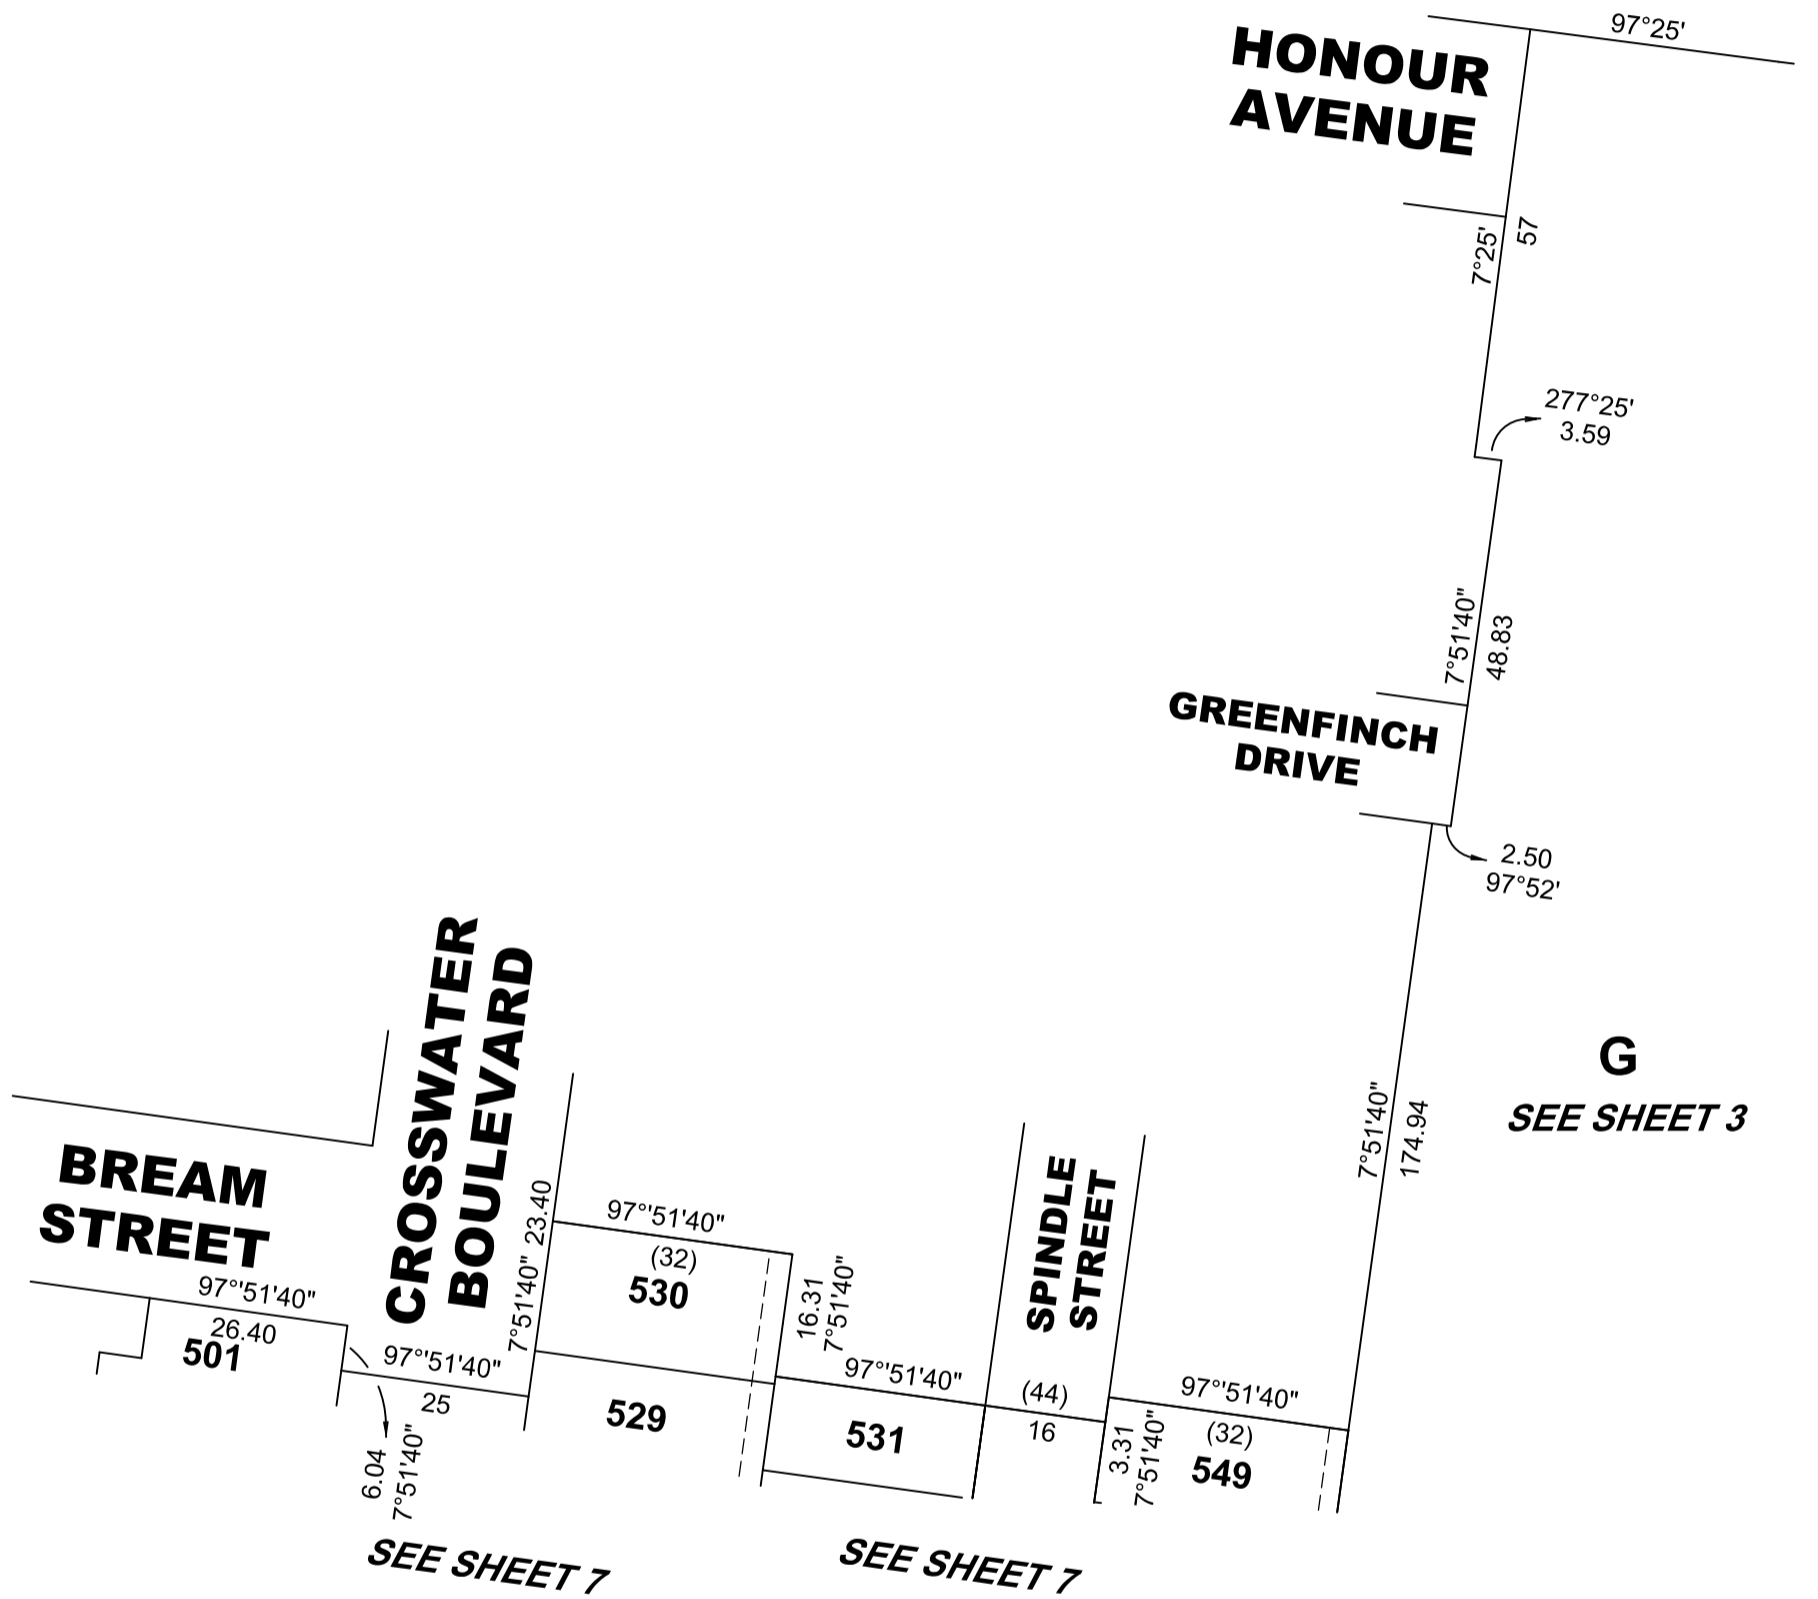 97°25'
HONOUR
AVENUE
7°25'
57
277°25'
3.59
7°51'40"
48.83
GREENFINCH
DRIVE
2.50
97°52'
7°51'40"
174.94
G
SEE SHEET 3
CROSSWATER
BOULEVARD
BREAM
STREET
97°'51'40"
26.40
501
97°'51'40"
25
6.04
7°51'40"
7°51'40" 23.40
97°'51'40"
(32)
530
16.31
7°51'40"
529
97°'51'40"
531
SPINDLE
STREET
(44)
16
3.31
7°51'40"
97°'51'40"
(32)
549
SEE SHEET 7
SEE SHEET 7